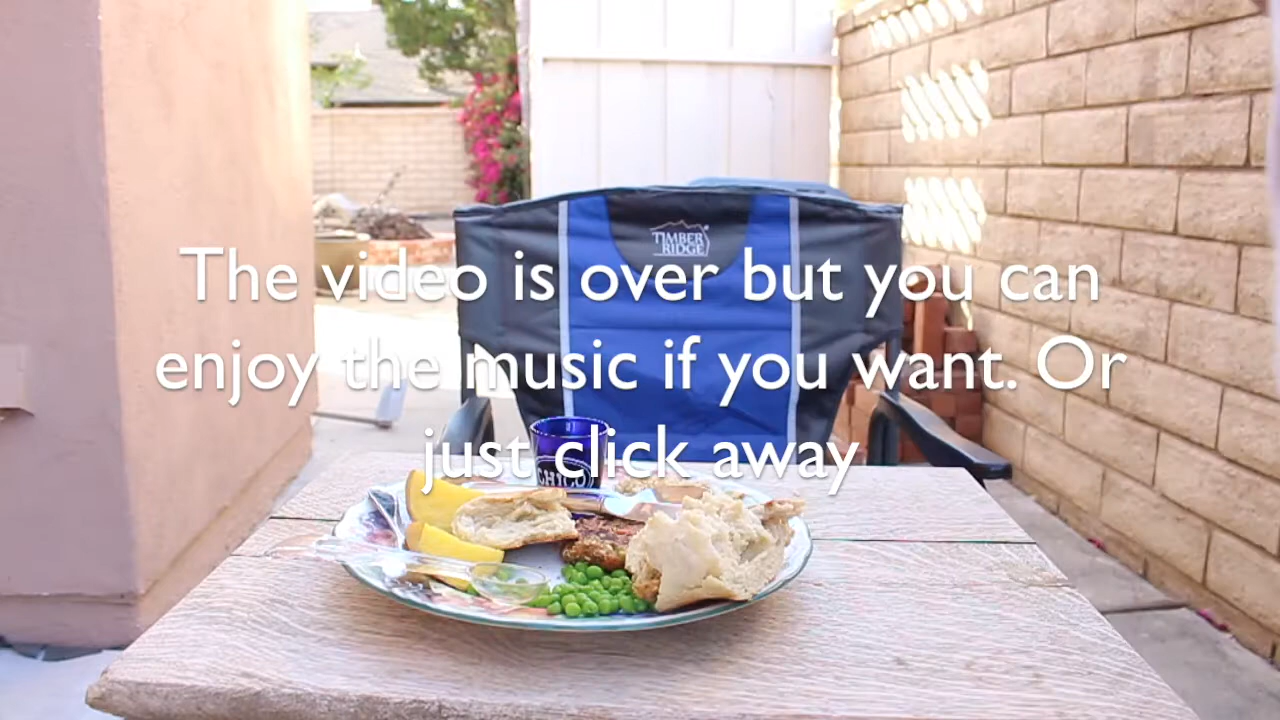 TIMBER
RIDGE
The video is over but you can
enjoy the music if you want. Or
just click away
CHICO